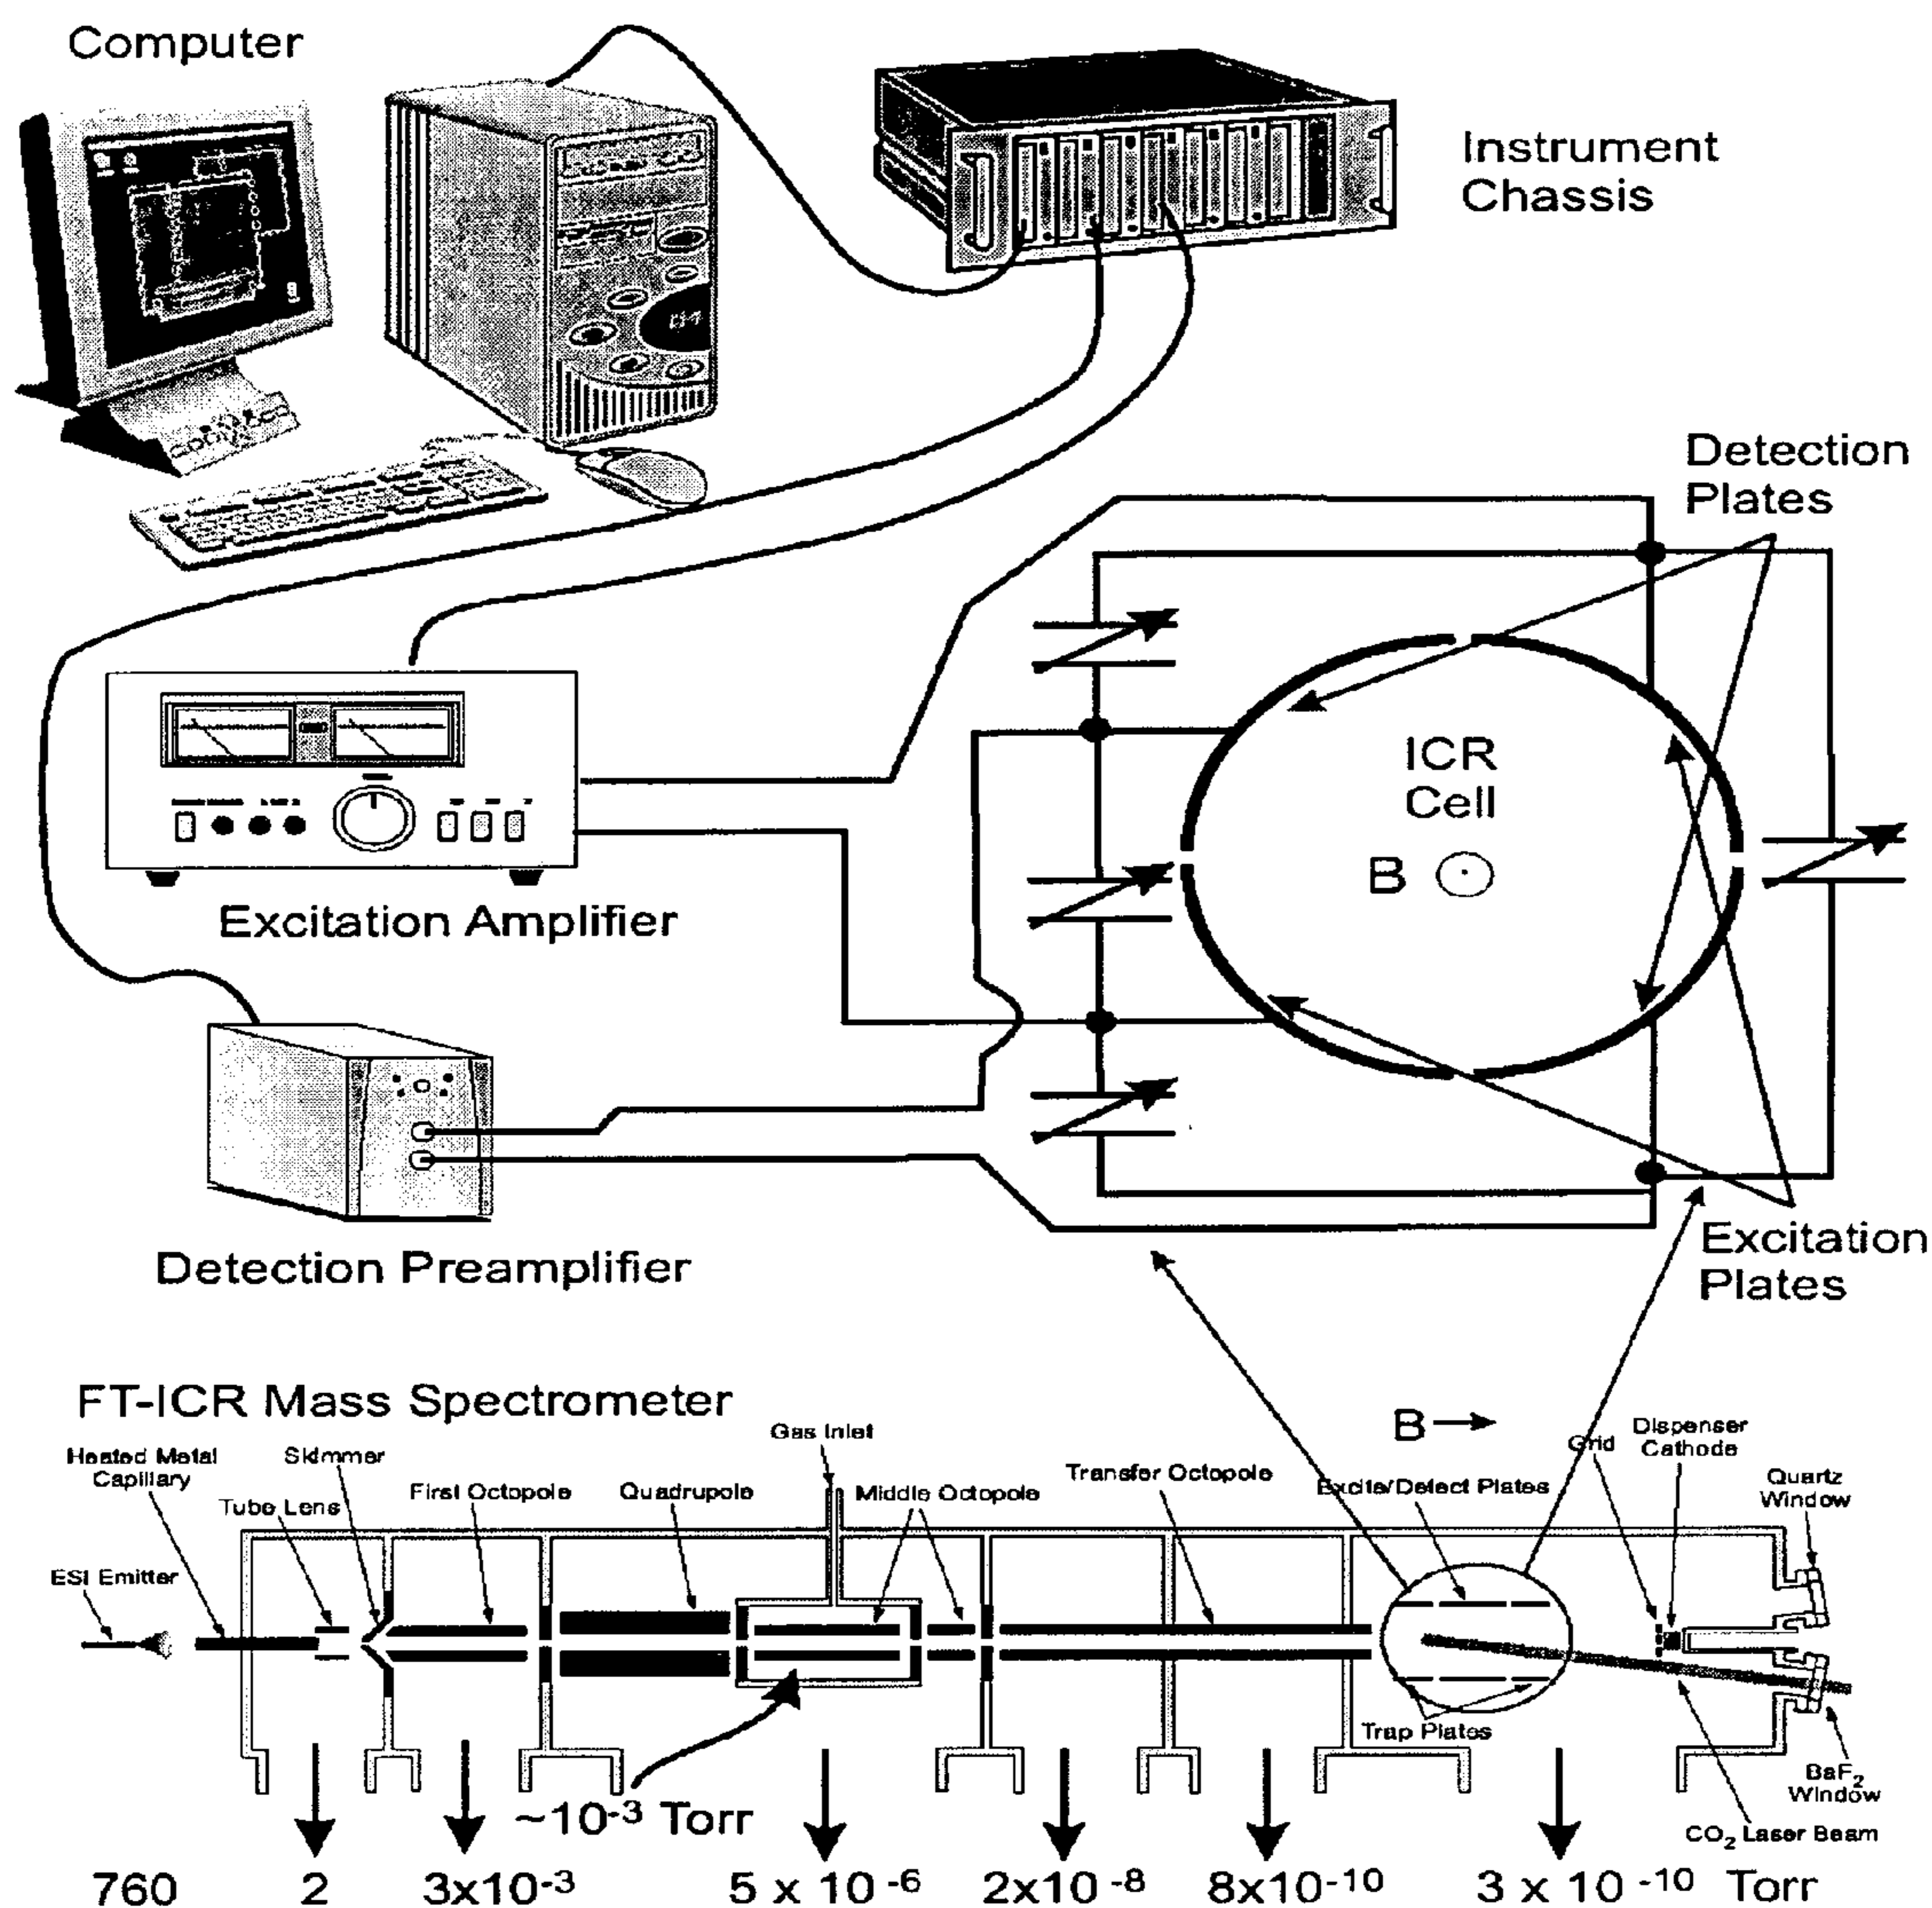 Computer
Instrument
Chassis
Detection
Plates
ICR
Cell
B
Excitation Amplifier
Detection Preamplifier
Excitation
Plates
FT-ICR Mass Spectrometer
B
Gas Inlet
Grid
Dispenser
Cathode
Heated Metal
Capillary
Skimmer
Tube Lens
First Octopole
Quadrupole
Middle Octopole
Transfer Octopole
Excite/Detect Plates
Quartz
Window
ESI Emitter
Trap Plates
BaF2
Window
CO2 Laser Beam
~10-3 Torr
760 2 3x10-3 5 x 10 -6 2x10 -8 8x10-10 3 x 10 -10 Torr